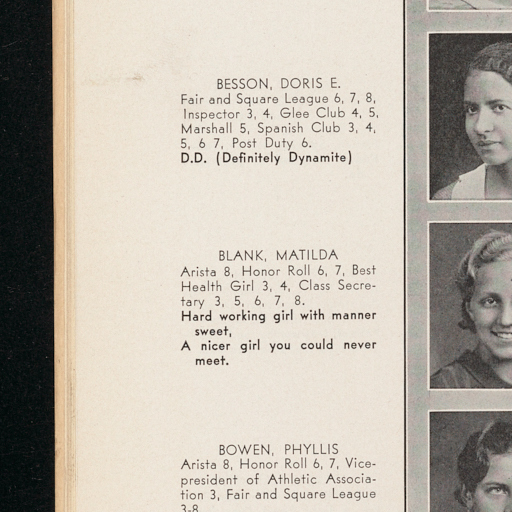 BESSON, DORIS E.
Fair and Square League 6, 7, 8,
Inspector 3, 4, Glee Club 4, 5,
Marshall 5, Spanish Club 3, 4,
5, 6 7, Post Duty 6.
D.D. (Definitely Dynamite)
BLANK, MATILDA
Arista 8, Honor Roll 6, 7, Best
Health Girl 3, 4, Class Secre-
tary 3, 5, 6, 7, 8.
Hard working girl with manner
sweet,
A nicer girl you could never
meet.
BOWEN, PHYLLIS
Arista 8, Honor Roll 6, 7, Vice-
president of Athletic Associa-
tion 3, Fair and Square League
3-8